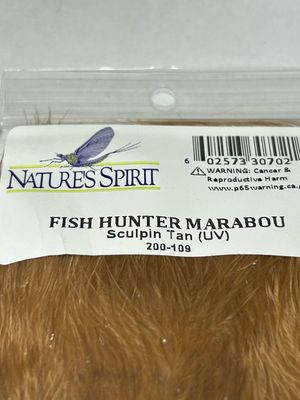 NATURE'S SPIRIT
6 02573 30702
WARNING: Cancer &
Reproductive Harm
www.p65warning.ca.
FISH HUNTER MARABOU
Sculpin Tan (UV)
200-109